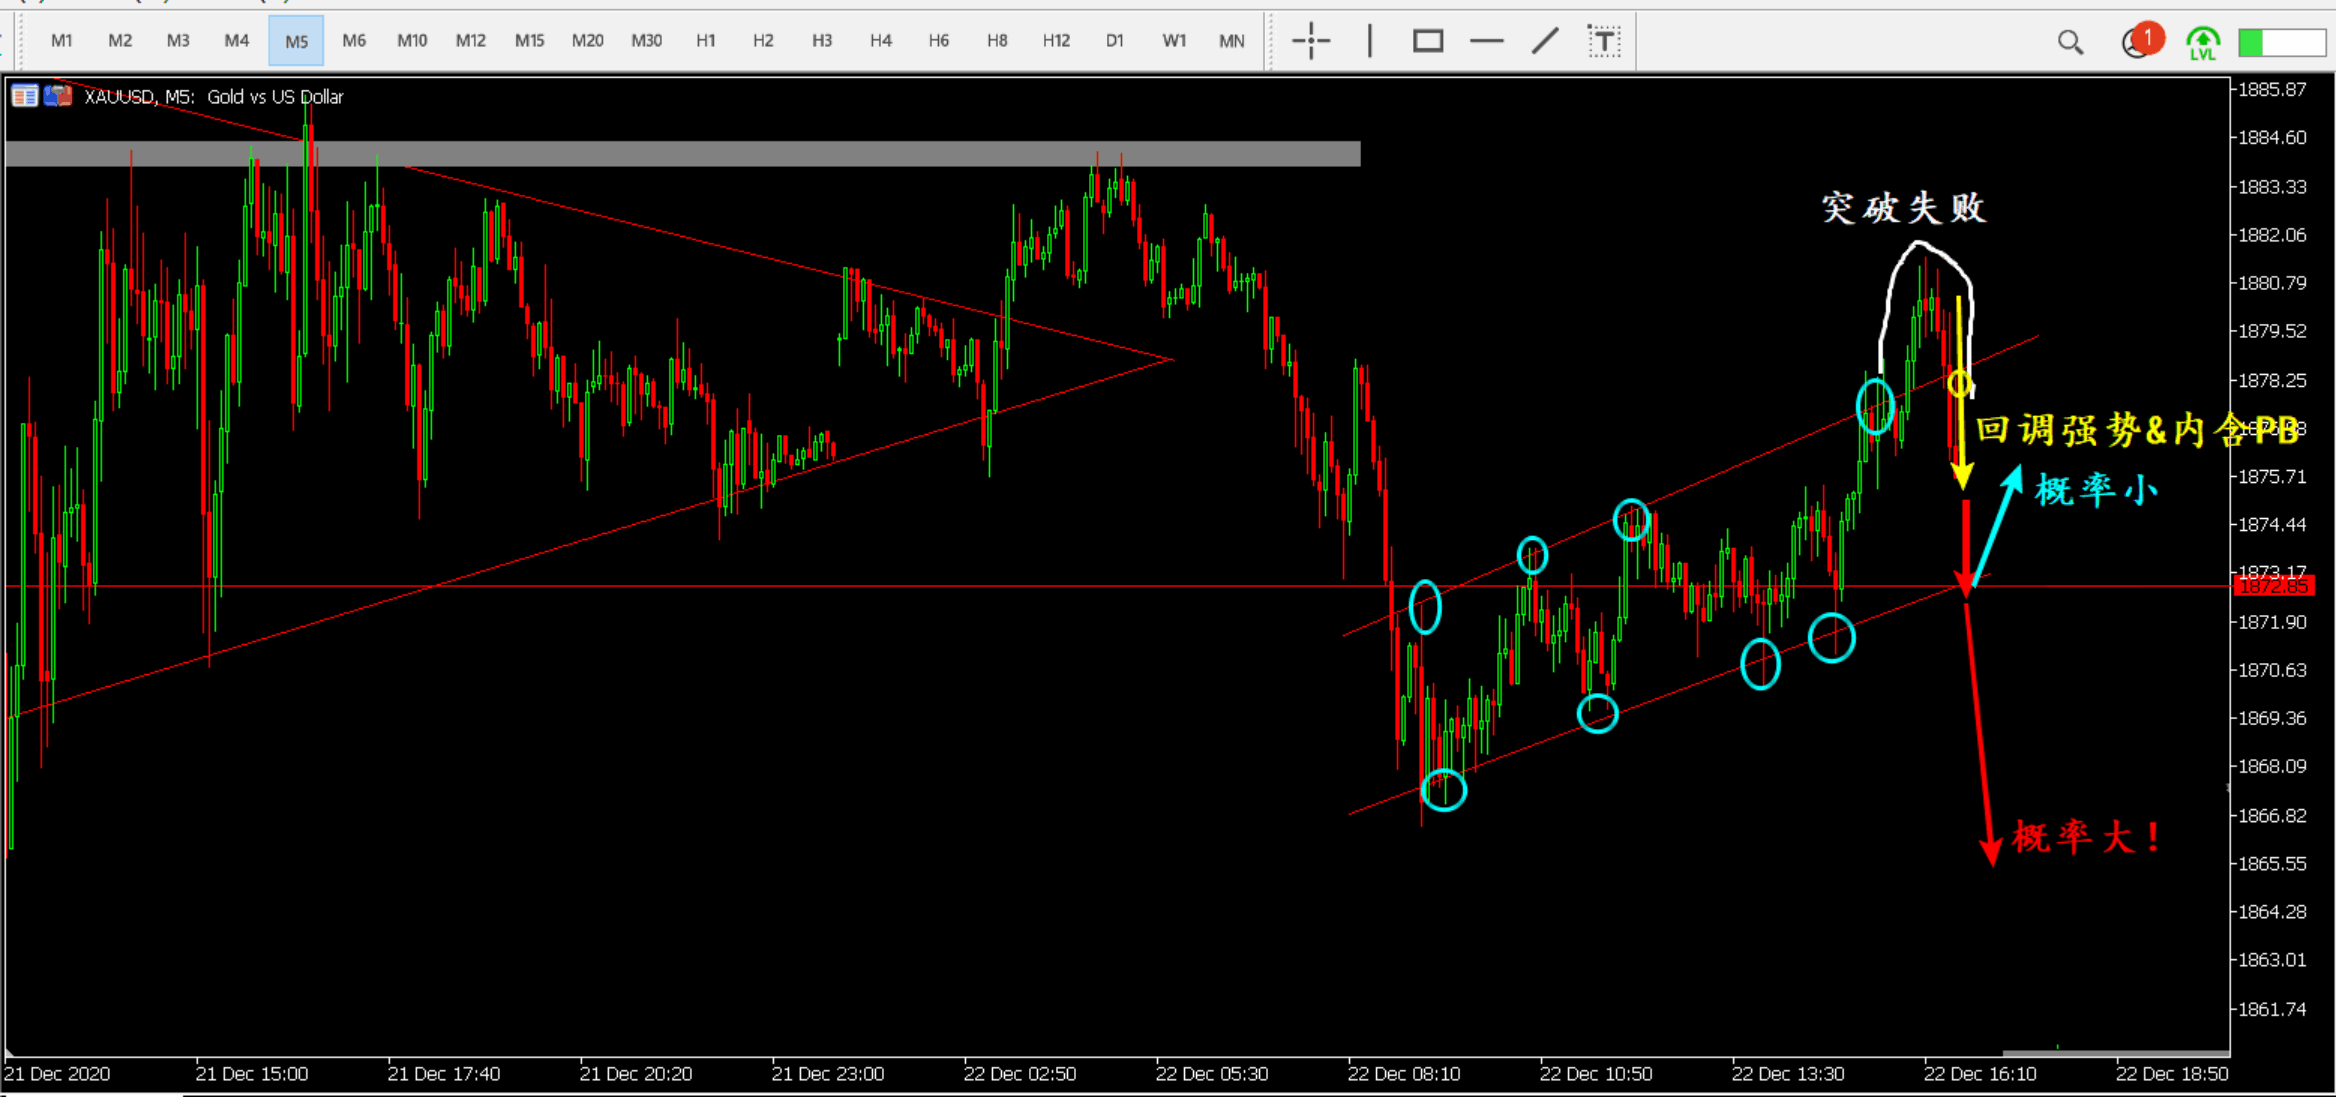 M1 M2 M3 M4 M5 M6 M10 M12 M15 M20 M30 H1 H2 H3 H4 H6 H8 H12 D1 W1 MN T 1 LVL
XAUUSD, M5: Gold vs US Dollar
1885.87
1884.60
1883.33
突破失败
1882.06
1880.79
1879.52
1878.25
回调强势&内含PB
1875.71
概率小
1874.44
1873.17
1872.85
1871.90
1870.63
1869.36
1868.09
1866.82
概率大！
1865.55
1864.28
1863.01
1861.74
21 Dec 2020 21 Dec 15:00 21 Dec 17:40 21 Dec 20:20 21 Dec 23:00 22 Dec 02:50 22 Dec 05:30 22 Dec 08:10 22 Dec 10:50 22 Dec 13:30 22 Dec 16:10 22 Dec 18:50